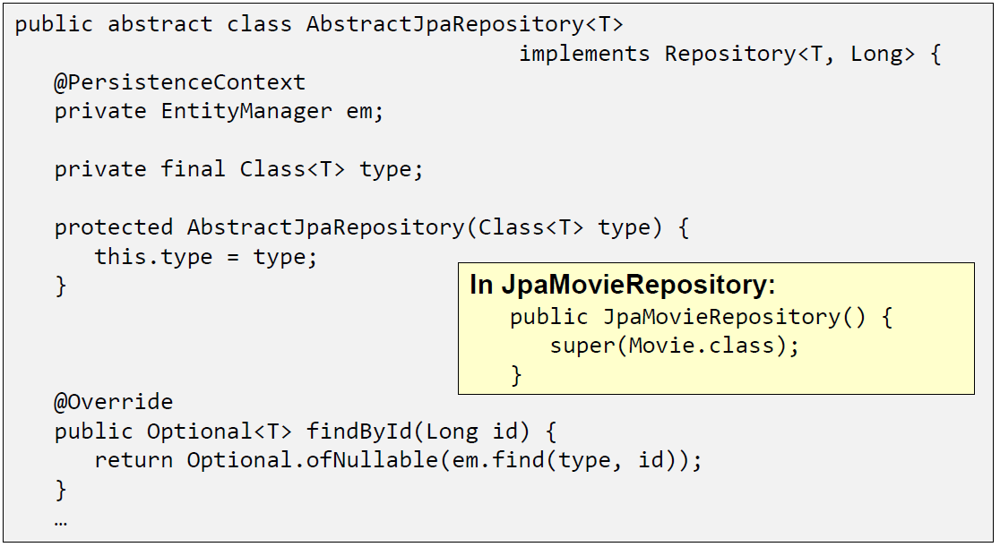 public abstract class AbstractJpaRepository<T>
implements Repository<T, Long> {
@PersistenceContext
private EntityManager em;
private final Class<T> type;
protected AbstractJpaRepository(Class<T> type) {
this.type = type;
}
In JpaMovieRepository:
public JpaMovieRepository() {
super(Movie.class);
}
@Override
public Optional<T> findById(Long id) {
return Optional.ofNullable(em.find(type, id));
}
…